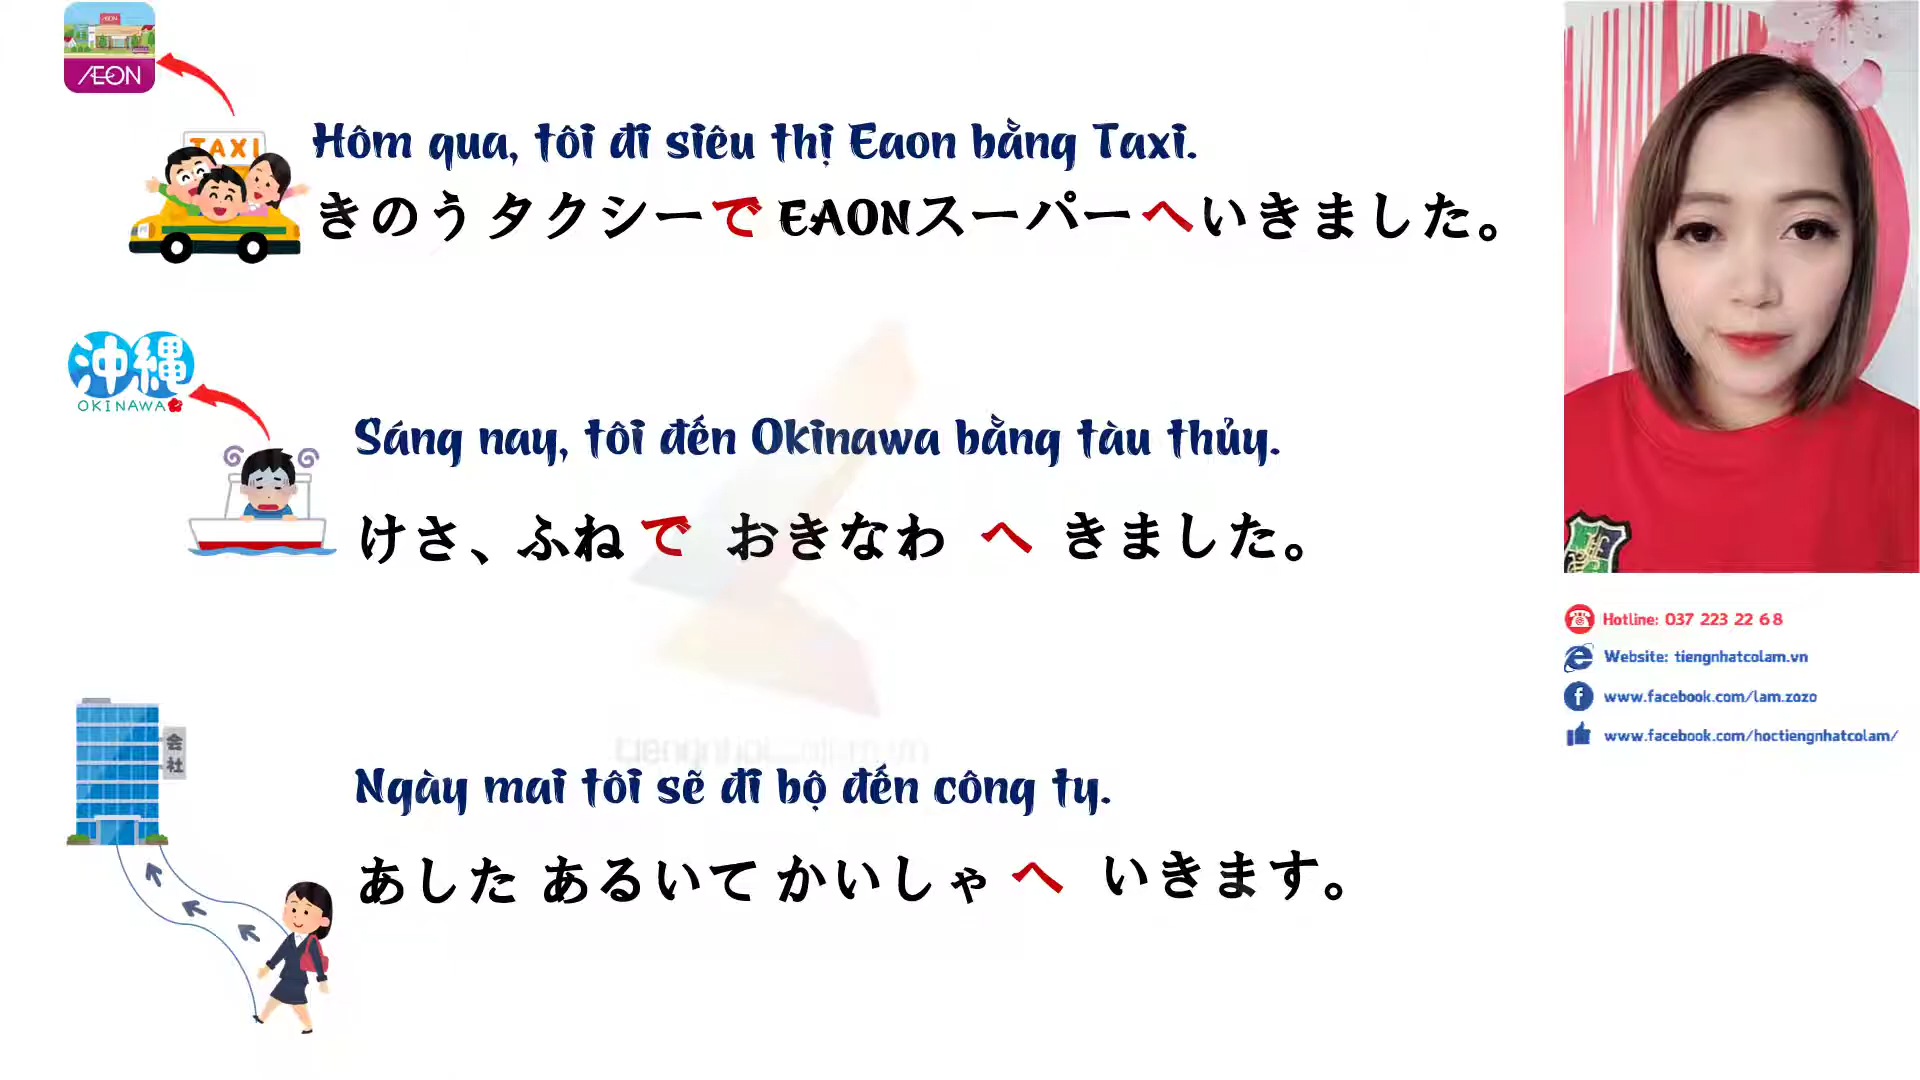 ÆON
TAXI
Hôm qua, tôi đi siêu thị Eaon bằng Taxi.
きのう タクシーで EAONスーパーへいきました。
沖縄
OKINAWA
Sáng nay, tôi đến Okinawa bằng tàu thủy.
けさ、ふね で おきなわ へ きました。
会社
Ngày mai tôi sẽ đi bộ đến công ty.
あした あるいて かいしゃ へ いきます。
Hotline: 037 223 22 68
Website: tiengnhatcolam.vn
www.facebook.com/lam.zozo
www.facebook.com/hoctiengnhatcolam/